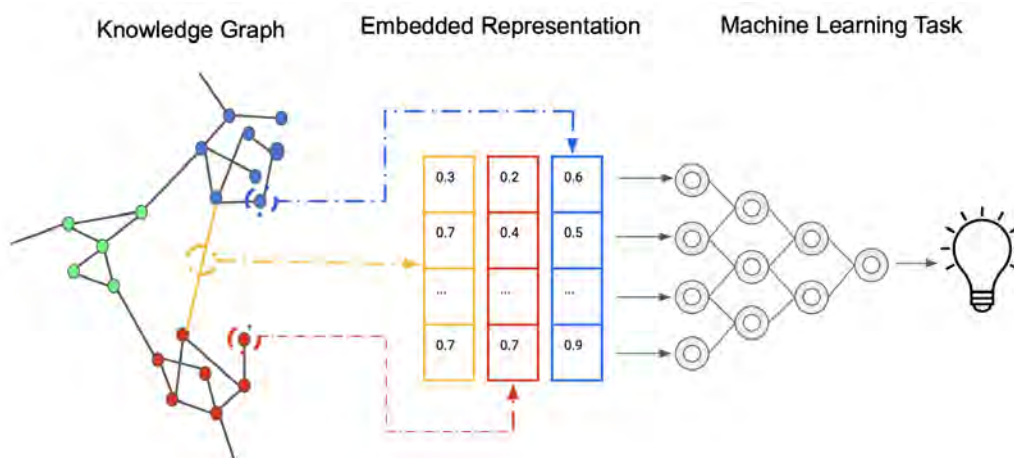 Knowledge Graph
Embedded Representation
Machine Learning Task
0.3 0.2 0.6
0.7 0.4 0.5
... ... ...
0.7 0.7 0.9